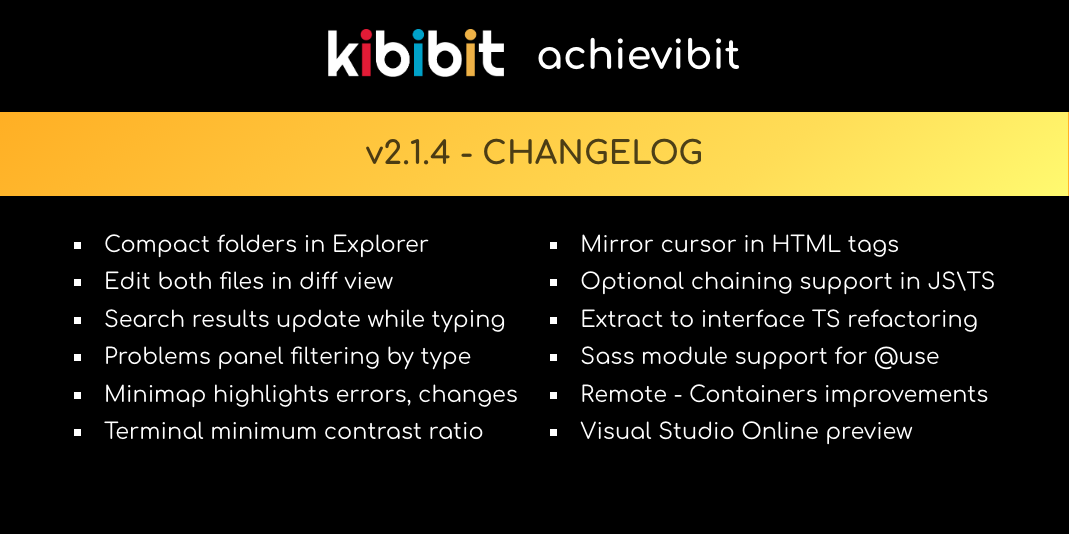 kibibit achievibit
v2.1.4 - CHANGELOG
Compact folders in Explorer
Edit both files in diff view
Search results update while typing
Problems panel filtering by type
Minimap highlights errors, changes
Terminal minimum contrast ratio
Mirror cursor in HTML tags
Optional chaining support in JS\TS
Extract to interface TS refactoring
Sass module support for @use
Remote - Containers improvements
Visual Studio Online preview